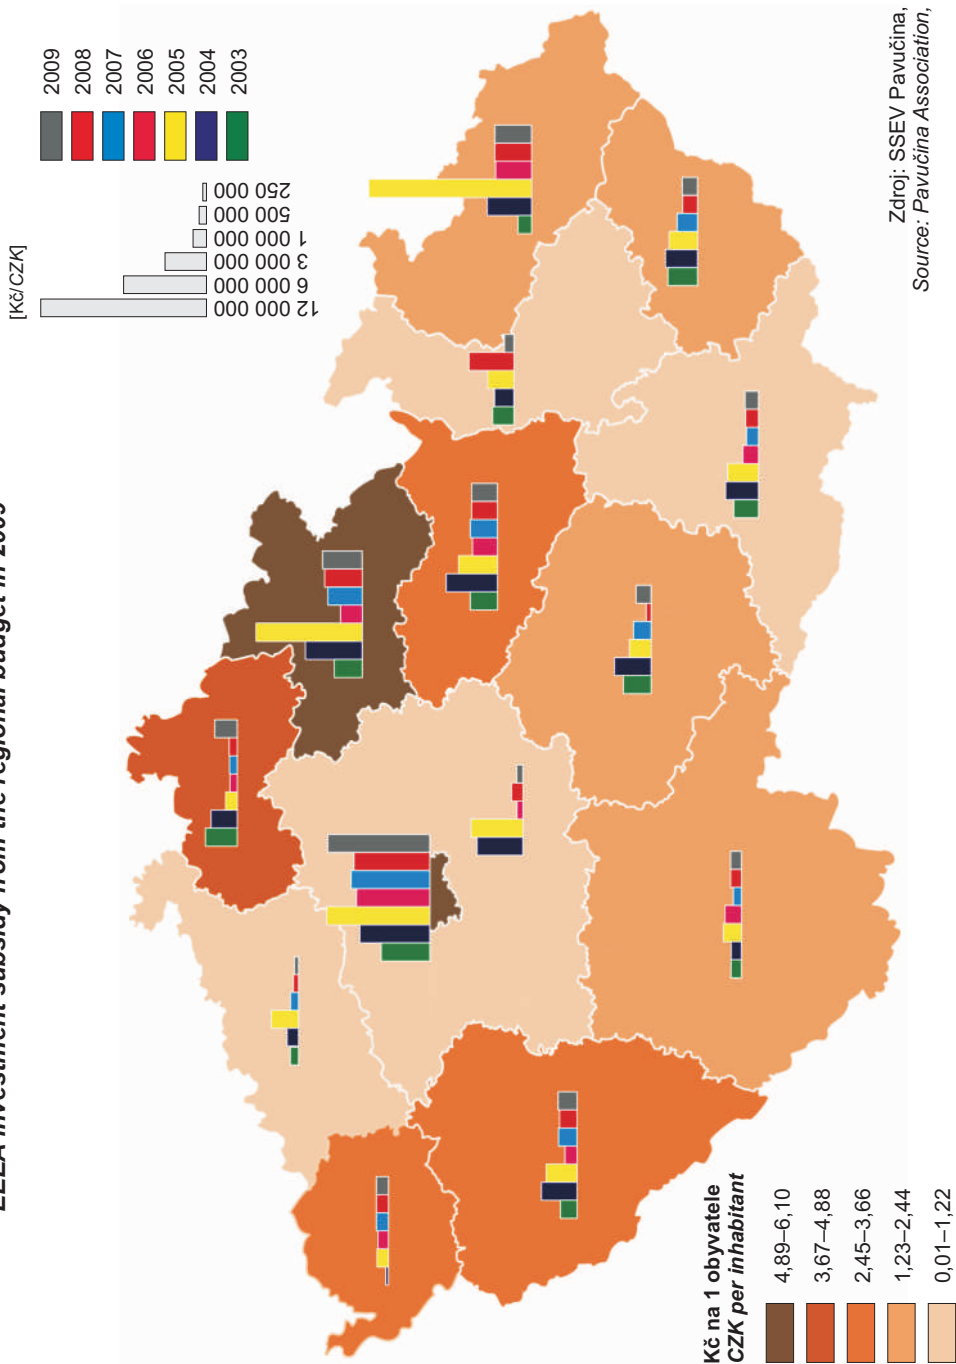 EEEA investment subsidy from the regional budget in 2009
[Kč/CZK]
12 000 000
6 000 000
3 000 000
1 000 000
500 000
250 000
2009
2008
2007
2006
2005
2004
2003
Kč na 1 obyvatele
CZK per inhabitant
4,89–6,10
3,67–4,88
2,45–3,66
1,23–2,44
0,01–1,22
Zdroj: SSEV Pavučina,
Source: Pavučina Association,